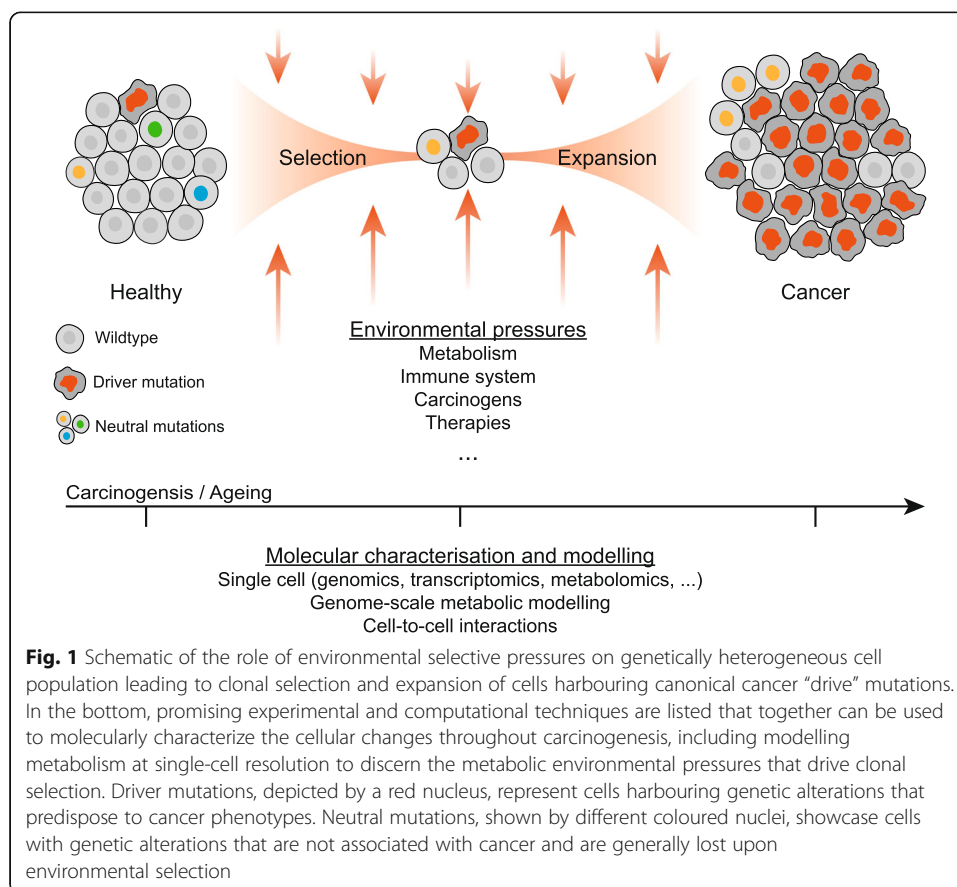 Selection
Expansion
Healthy
Cancer
Wildtype
Driver mutation
Neutral mutations
Environmental pressures
Metabolism
Immune system
Carcinogens
Therapies
...
Carcinogensis / Ageing
Molecular characterisation and modelling
Single cell (genomics, transcriptomics, metabolomics, ...)
Genome-scale metabolic modelling
Cell-to-cell interactions
Fig. 1 Schematic of the role of environmental selective pressures on genetically heterogeneous cell
population leading to clonal selection and expansion of cells harbouring canonical cancer “drive” mutations.
In the bottom, promising experimental and computational techniques are listed that together can be used
to molecularly characterize the cellular changes throughout carcinogenesis, including modelling
metabolism at single-cell resolution to discern the metabolic environmental pressures that drive clonal
selection. Driver mutations, depicted by a red nucleus, represent cells harbouring genetic alterations that
predispose to cancer phenotypes. Neutral mutations, shown by different coloured nuclei, showcase cells
with genetic alterations that are not associated with cancer and are generally lost upon
environmental selection